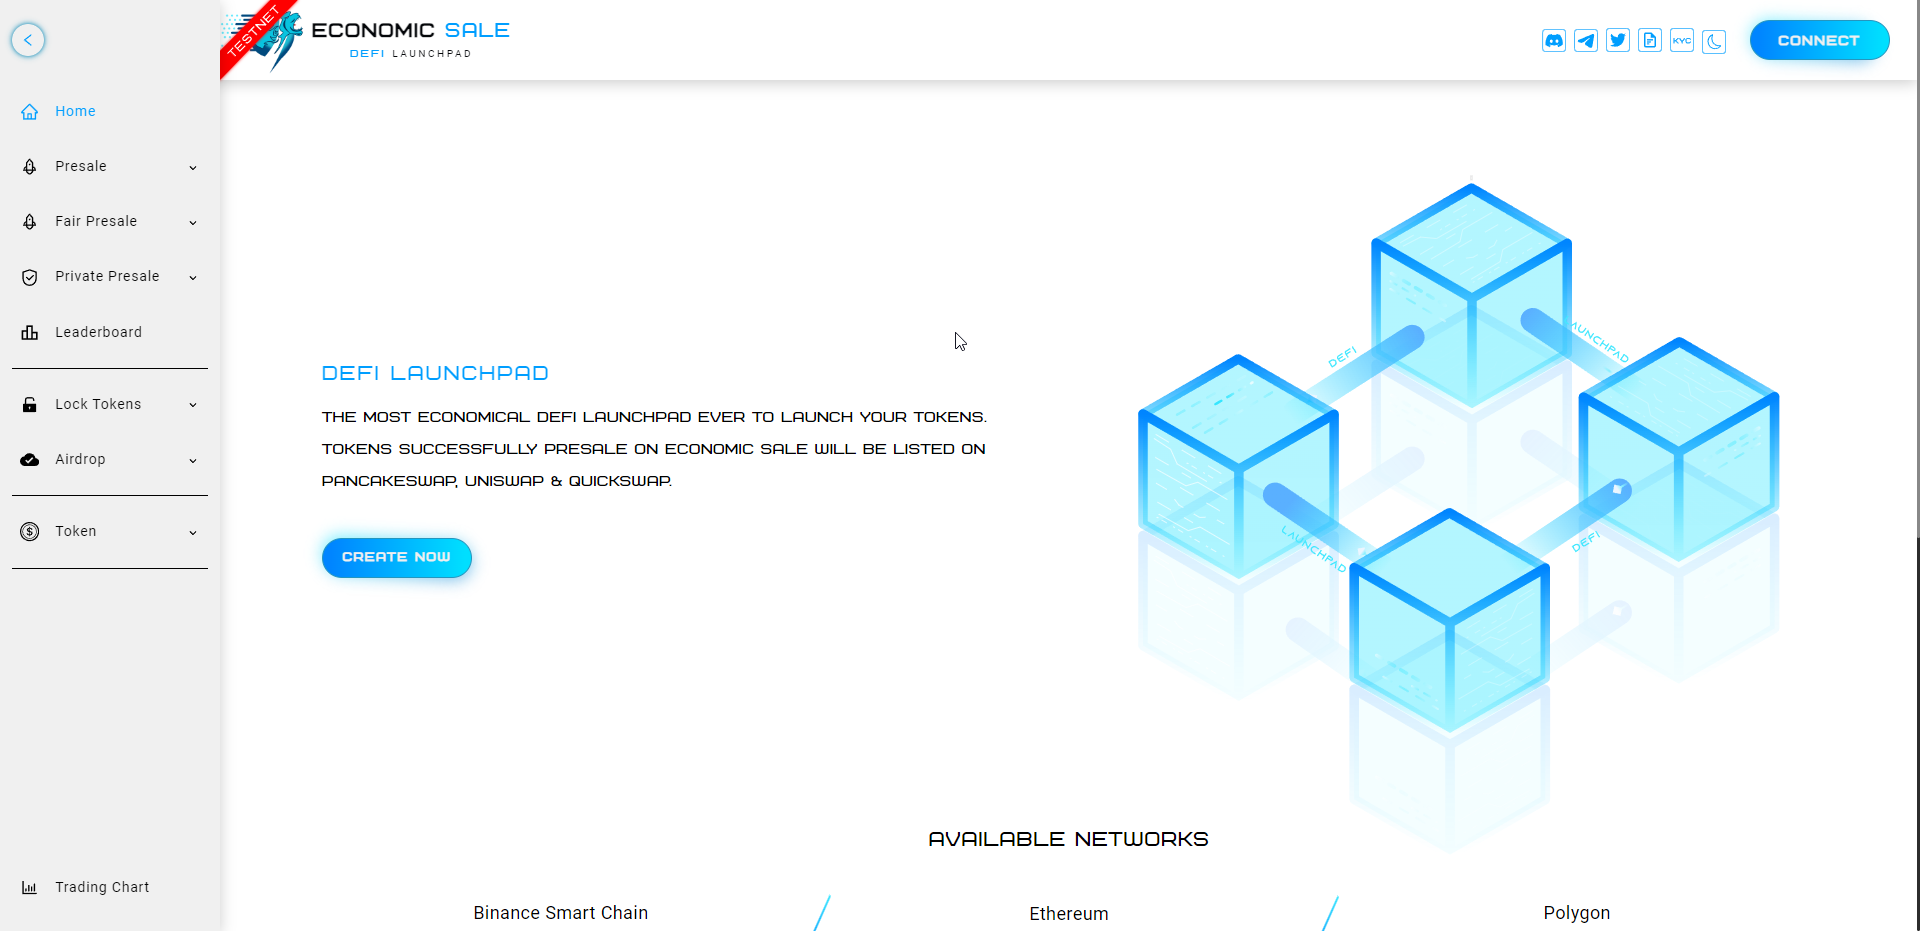 TESTNET
ECONOMIC SALE
DEFI LAUNCHPAD
KYC
CONNECT
Home
Presale
Fair Presale
Private Presale
Leaderboard
Lock Tokens
Airdrop
Token
Trading Chart
DEFI LAUNCHPAD
THE MOST ECONOMICAL DEFI LAUNCHPAD EVER TO LAUNCH YOUR TOKENS.
TOKENS SUCCESSFULLY PRESALE ON ECONOMIC SALE WILL BE LISTED ON
PANCAKESWAP, UNISWAP & QUICKSWAP.
CREATE NOW
DEFI
AUNCHPAD
LAUNCHPAD
DEFI
AVAILABLE NETWORKS
Binance Smart Chain
Ethereum
Polygon